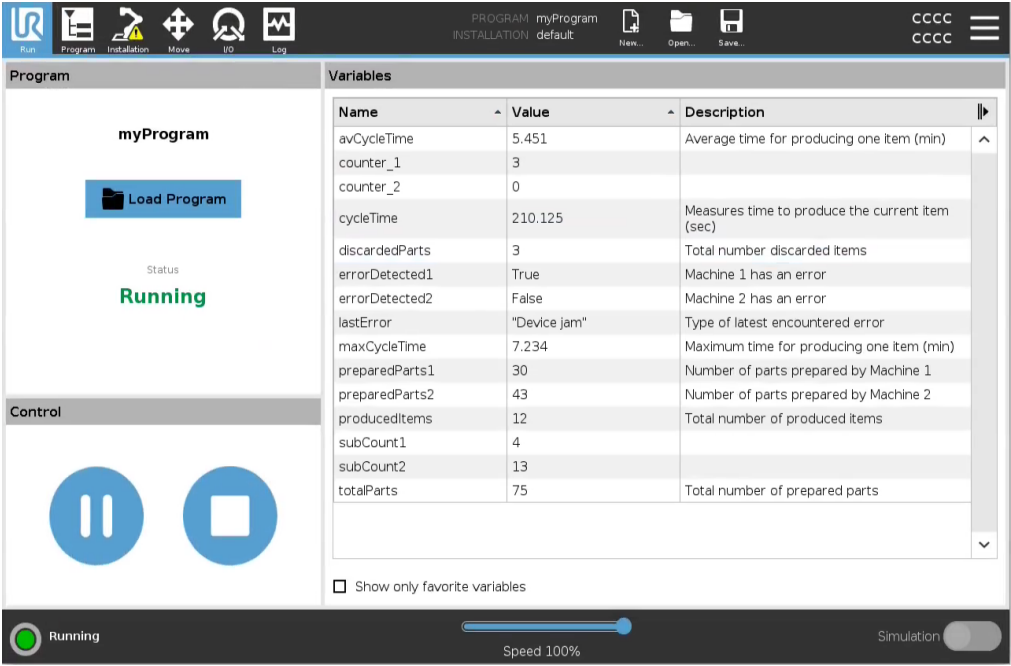 UR
PROGRAM myProgram
INSTALLATION default
CCCC
CCCC
Run Program Installation Move I/O Log New... Open... Save...
Program
myProgram
Load Program
Status
Running
Control
Variables
Name Value Description
avCycleTime 5.451 Average time for producing one item (min)
counter_1 3
counter_2 0
cycleTime 210.125 Measures time to produce the current item
(sec)
discardedParts 3 Total number discarded items
errorDetected1 True Machine 1 has an error
errorDetected2 False Machine 2 has an error
lastError "Device jam" Type of latest encountered error
maxCycleTime 7.234 Maximum time for producing one item (min)
preparedParts1 30 Number of parts prepared by Machine 1
preparedParts2 43 Number of parts prepared by Machine 2
producedItems 12 Total number of produced items
subCount1 4
subCount2 13
totalParts 75 Total number of prepared parts
Show only favorite variables
Running
Speed 100%
Simulation